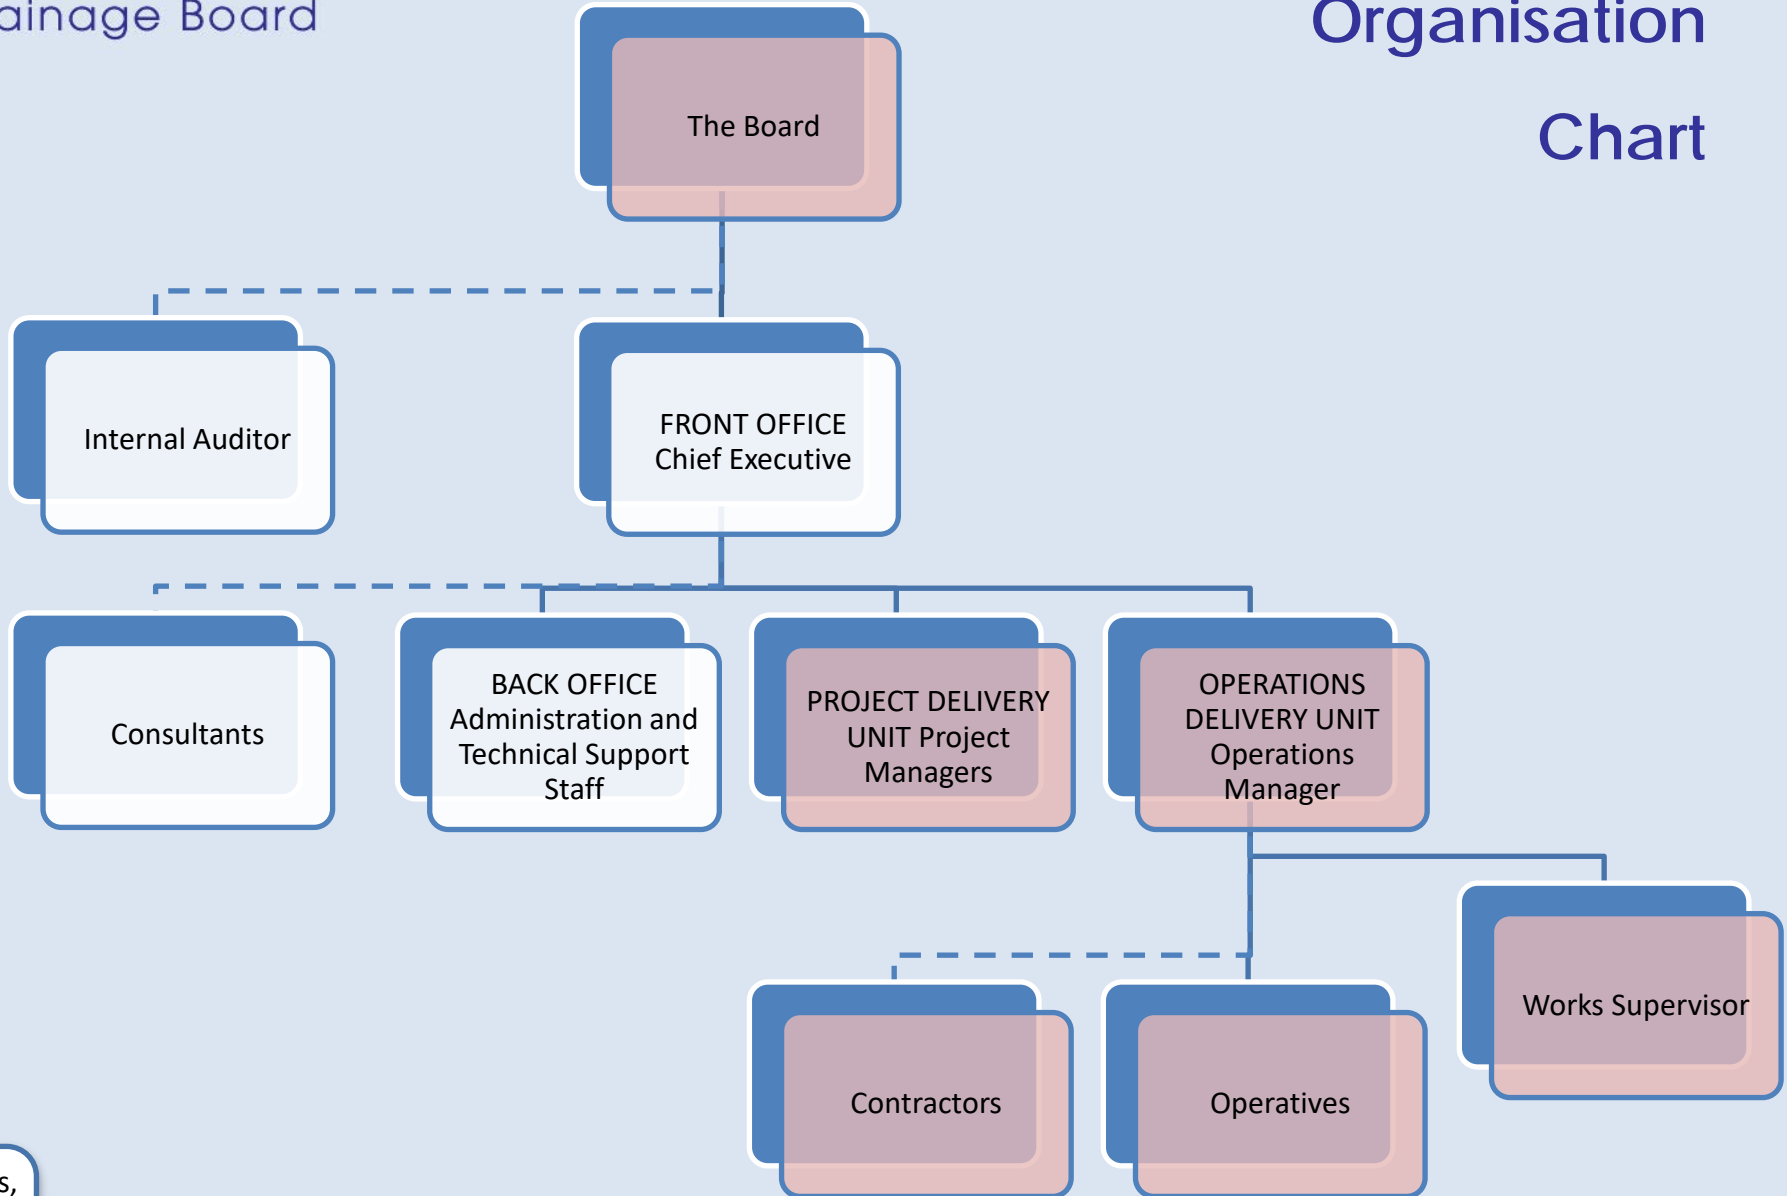 Board
Organisation
Chart
The Board
Internal Auditor
FRONT OFFICE
Chief Executive
Consultants
BACK OFFICE
Administration and
Technical Support
Staff
PROJECT DELIVERY
UNIT Project
Managers
OPERATIONS
DELIVERY UNIT
Operations
Manager
Works Supervisor
Contractors
Operatives